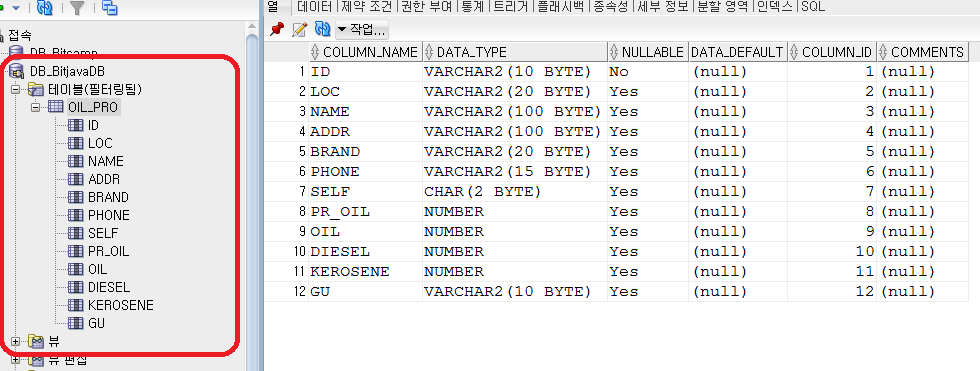 열 데이터 | 제약 조건 | 권한 부여 | 통계 | 트리거 | 플래시백 | 종속성 | 세부 정보 | 분할 영역 | 인덱스 | SQL
작업...
접속
DB_Bitcamp
DB_BitjavaDB
테이블(필터링됨)
OIL_PRO
ID
LOC
NAME
ADDR
BRAND
PHONE
SELF
PR_OIL
OIL
DIESEL
KEROSENE
GU
뷰
뷰 편집
COLUMN_NAME DATA_TYPE NULLABLE DATA_DEFAULT COLUMN_ID COMMENTS
1 ID VARCHAR2(10 BYTE) No (null) 1 (null)
2 LOC VARCHAR2(20 BYTE) Yes (null) 2 (null)
3 NAME VARCHAR2(100 BYTE) Yes (null) 3 (null)
4 ADDR VARCHAR2(100 BYTE) Yes (null) 4 (null)
5 BRAND VARCHAR2(20 BYTE) Yes (null) 5 (null)
6 PHONE VARCHAR2(15 BYTE) Yes (null) 6 (null)
7 SELF CHAR(2 BYTE) Yes (null) 7 (null)
8 PR_OIL NUMBER Yes (null) 8 (null)
9 OIL NUMBER Yes (null) 9 (null)
10 DIESEL NUMBER Yes (null) 10 (null)
11 KEROSENE NUMBER Yes (null) 11 (null)
12 GU VARCHAR2(10 BYTE) Yes (null) 12 (null)